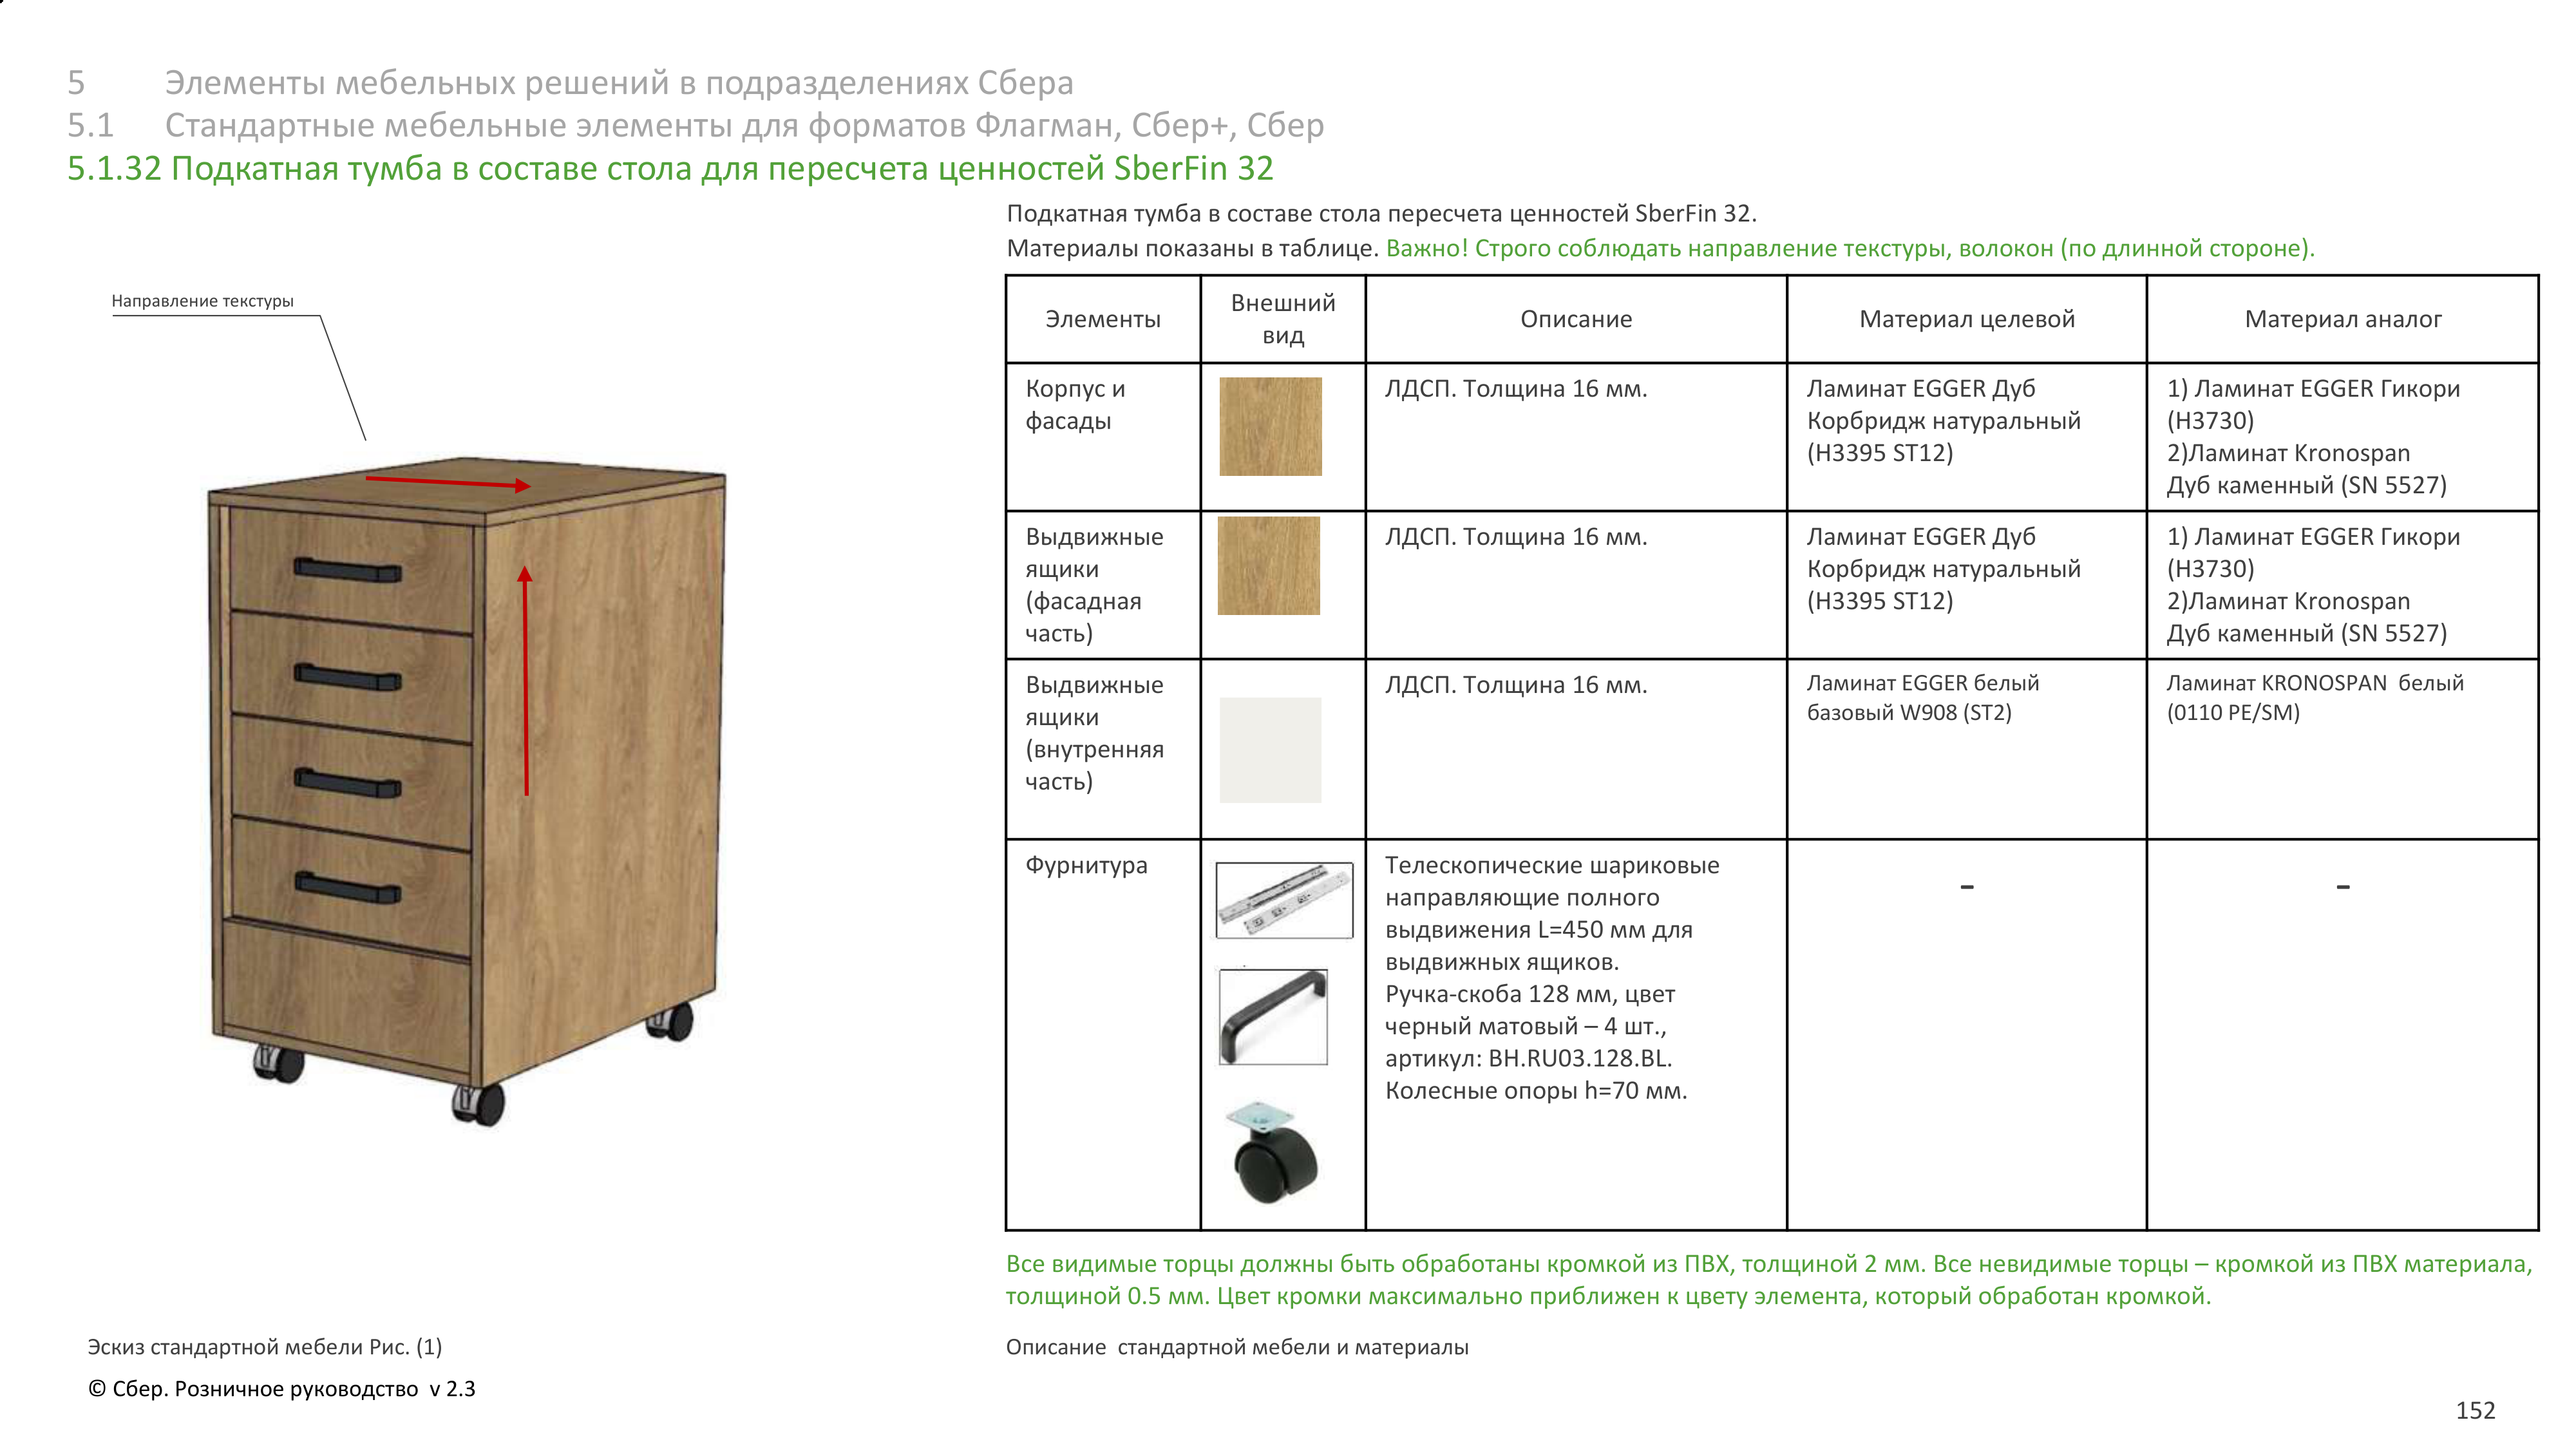 5 Элементы мебельных решений в подразделениях Сбера
5.1 Стандартные мебельные элементы для форматов Флагман, Сбер+, Сбер
5.1.32 Подкатная тумба в составе стола для пересчета ценностей SberFin 32
Подкатная тумба в составе стола пересчета ценностей SberFin 32.
Материалы показаны в таблице. Важно! Строго соблюдать направление текстуры, волокон (по длинной стороне).
Направление текстуры
Элементы
Внешний
вид
Описание
Материал целевой
Материал аналог
Корпус и
фасады
ЛДСП. Толщина 16 мм.
Ламинат EGGER Дуб
Корбридж натуральный
(H3395 ST12)
1) Ламинат EGGER Гикори
(H3730)
2)Ламинат Kronospan
Дуб каменный (SN 5527)
Выдвижные
ящики
(фасадная
часть)
ЛДСП. Толщина 16 мм.
Ламинат EGGER Дуб
Корбридж натуральный
(H3395 ST12)
1) Ламинат EGGER Гикори
(H3730)
2)Ламинат Kronospan
Дуб каменный (SN 5527)
Выдвижные
ящики
(внутренняя
часть)
ЛДСП. Толщина 16 мм.
Ламинат EGGER белый
базовый W908 (ST2)
Ламинат KRONOSPAN белый
(0110 PE/SM)
Фурнитура
Телескопические шариковые
направляющие полного
выдвижения L=450 мм для
выдвижных ящиков.
Ручка-скоба 128 мм, цвет
черный матовый – 4 шт.,
артикул: BH.RU03.128.BL.
Колесные опоры h=70 мм.
–
–
Все видимые торцы должны быть обработаны кромкой из ПВХ, толщиной 2 мм. Все невидимые торцы – кромкой из ПВХ материала,
толщиной 0.5 мм. Цвет кромки максимально приближен к цвету элемента, который обработан кромкой.
Эскиз стандартной мебели Рис. (1)
Описание стандартной мебели и материалы
© Сбер. Розничное руководство v 2.3
152